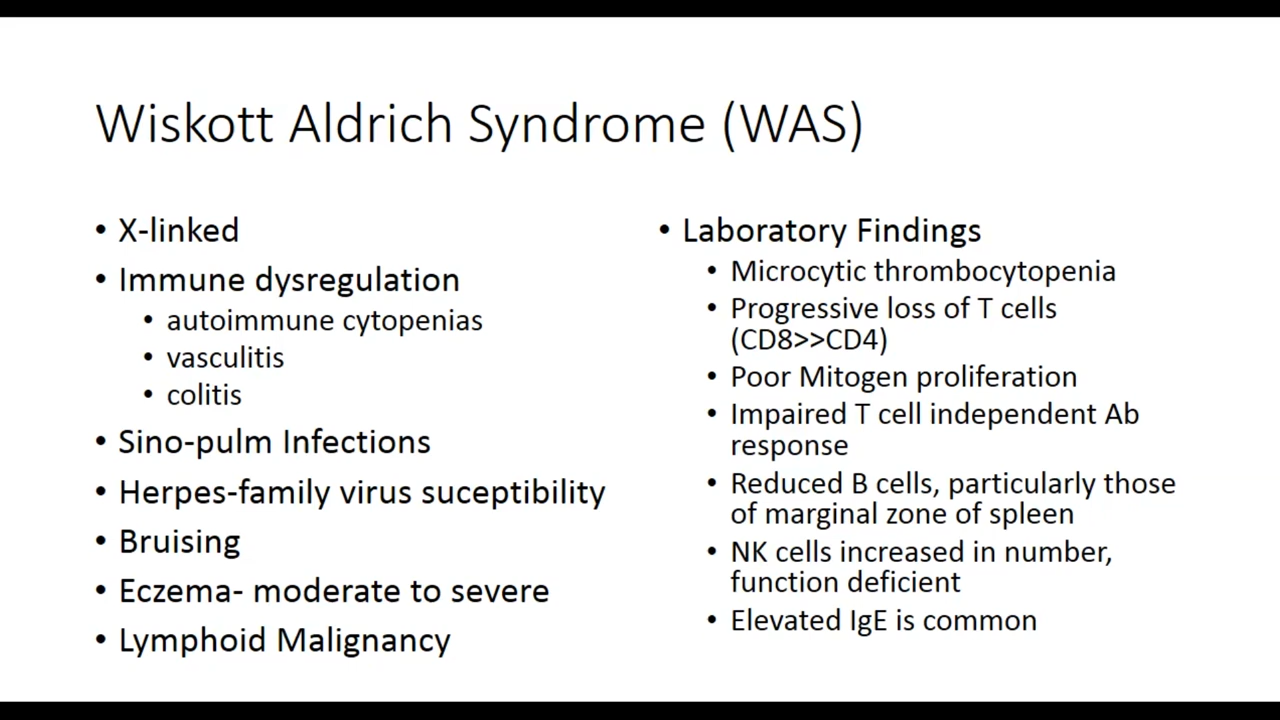 Wiskott Aldrich Syndrome (WAS)
• X-linked
• Immune dysregulation
• autoimmune cytopenias
• vasculitis
• colitis
• Sino-pulm Infections
• Herpes-family virus suceptibility
• Bruising
• Eczema- moderate to severe
• Lymphoid Malignancy
• Laboratory Findings
• Microcytic thrombocytopenia
• Progressive loss of T cells
(CD8>>CD4)
• Poor Mitogen proliferation
• Impaired T cell independent Ab
response
• Reduced B cells, particularly those
of marginal zone of spleen
• NK cells increased in number,
function deficient
• Elevated IgE is common